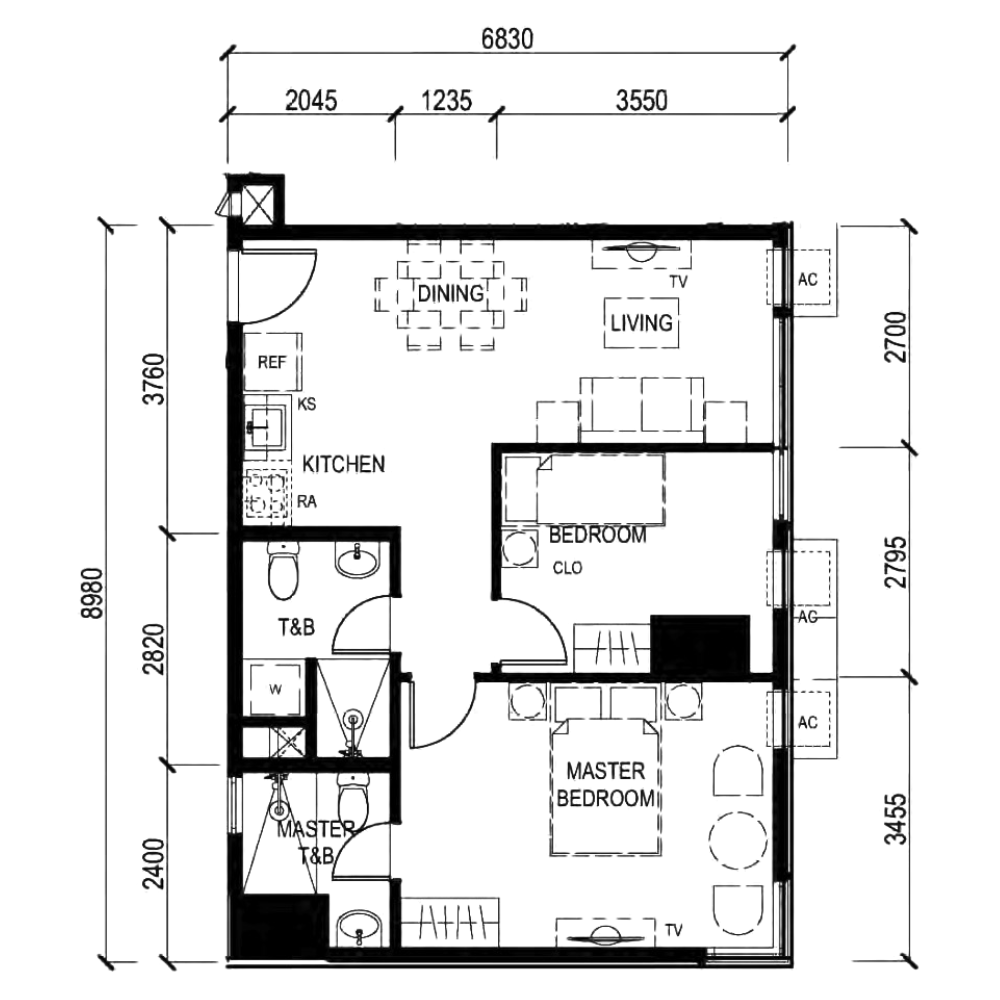 6830
2045
1235
3550
AC
TV
DINING
LIVING
2700
REF
3760
KS
KITCHEN
RA
BEDROOM
CLO
2795
8980
AG
T&B
2820
W
AC
MASTER
BEDROOM
3455
MASTER
T&B
2400
TV